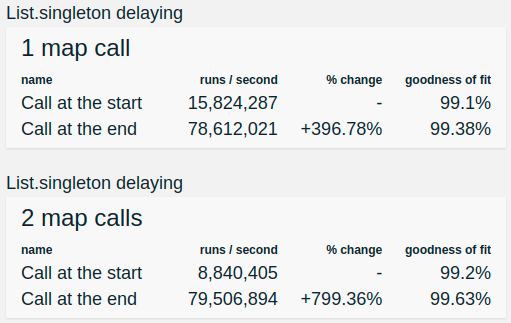 List.singleton delaying
1 map call
name runs / second % change goodness of fit
Call at the start 15,824,287 - 99.1%
Call at the end 78,612,021 +396.78% 99.38%
List.singleton delaying
2 map calls
name runs / second % change goodness of fit
Call at the start 8,840,405 - 99.2%
Call at the end 79,506,894 +799.36% 99.63%